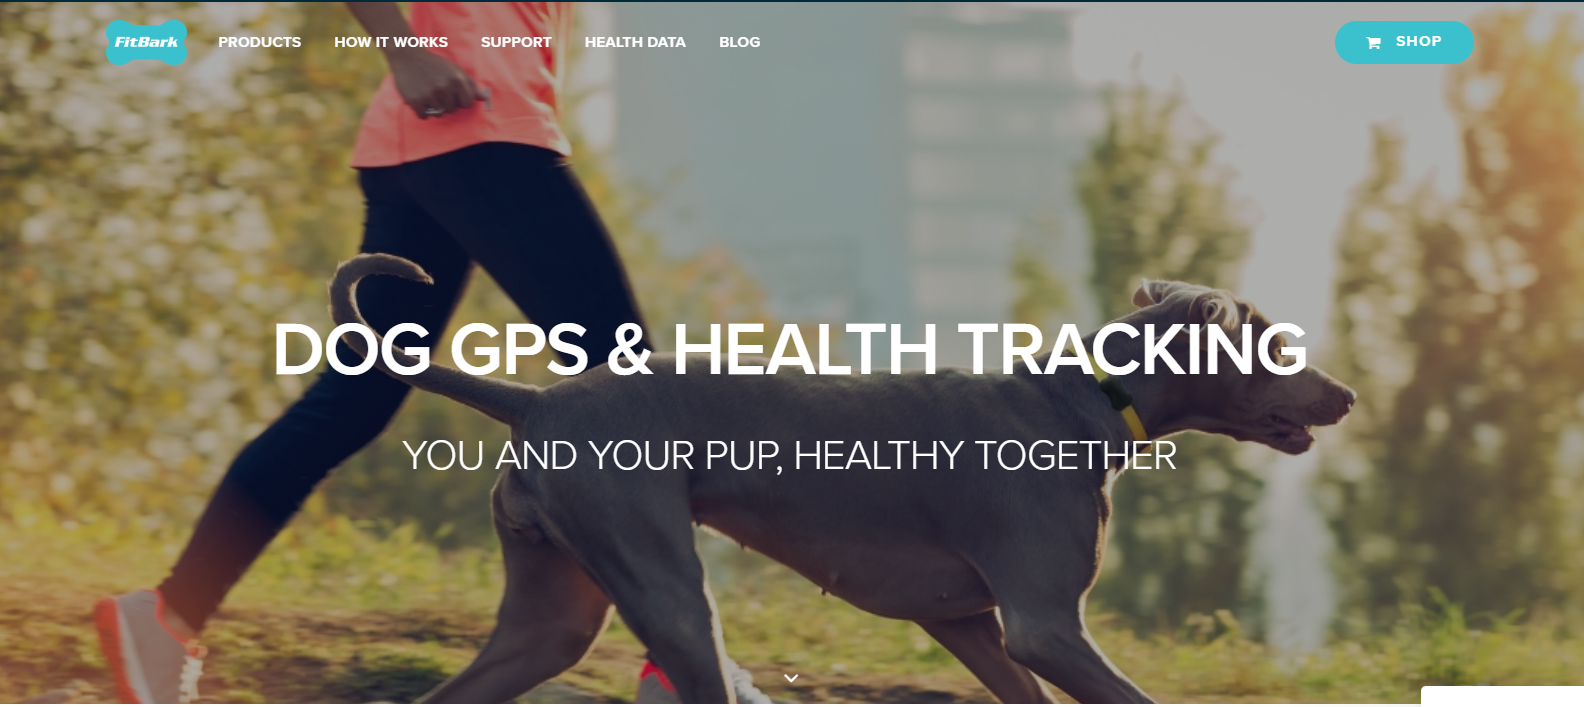 FitBark
PRODUCTS HOW IT WORKS SUPPORT HEALTH DATA BLOG
SHOP
DOG GPS & HEALTH TRACKING
YOU AND YOUR PUP, HEALTHY TOGETHER